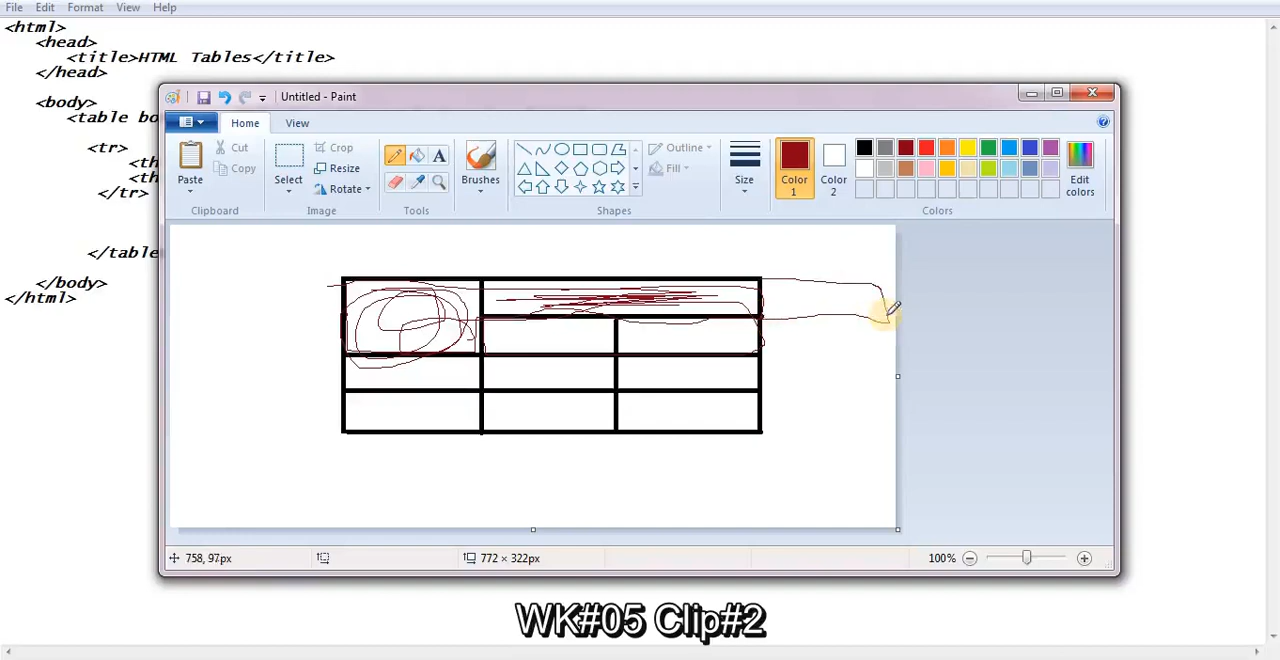 File Edit Format View Help
<html>
<head>
<title>HTML Tables</title>
</head>
<body>
<table bo
<tr>
<th
<th
</tr>
</table
</body>
</html>
Untitled - Paint
Home View
Paste
Cut
Copy
Clipboard
Select
Crop
Resize
Rotate
Image
A
Tools
Brushes
Outline
Fill
Shapes
Size
Color 1
Color 2
Edit colors
Colors
758, 97px
772 × 322px
100%
WK#05 Clip#2